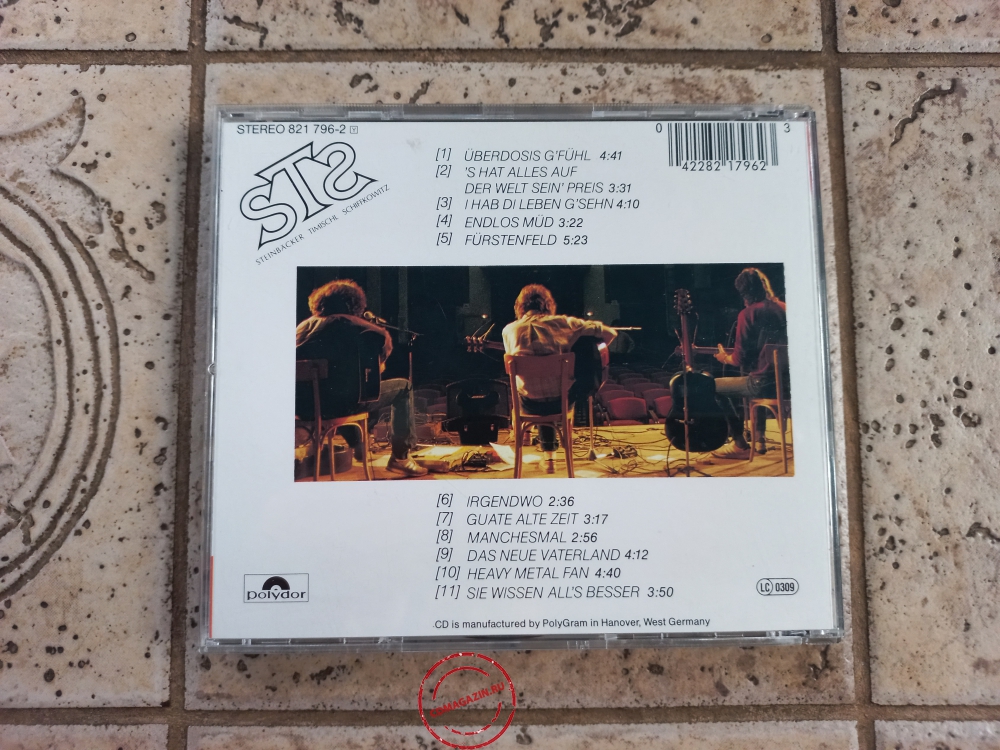 STEREO 821 796-2
STS
STEINBÄCKER TIMISCHL SCHIFFKOWITZ
[1] ÜBERDOSIS G'FÜHL 4:41
[2] 'S HAT ALLES AUF
DER WELT SEIN' PREIS 3:31
[3] I HAB DI LEBEN G'SEHN 4:10
[4] ENDLOS MÜD 3:22
[5] FÜRSTENFELD 5:23
0 42282 17962 3
[6] IRGENDWO 2:36
[7] GUATE ALTE ZEIT 3:17
[8] MANCHESMAL 2:56
[9] DAS NEUE VATERLAND 4:12
[10] HEAVY METAL FAN 4:40
[11] SIE WISSEN ALL'S BESSER 3:50
polydor
LC 0309
CD is manufactured by PolyGram in Hanover, West Germany